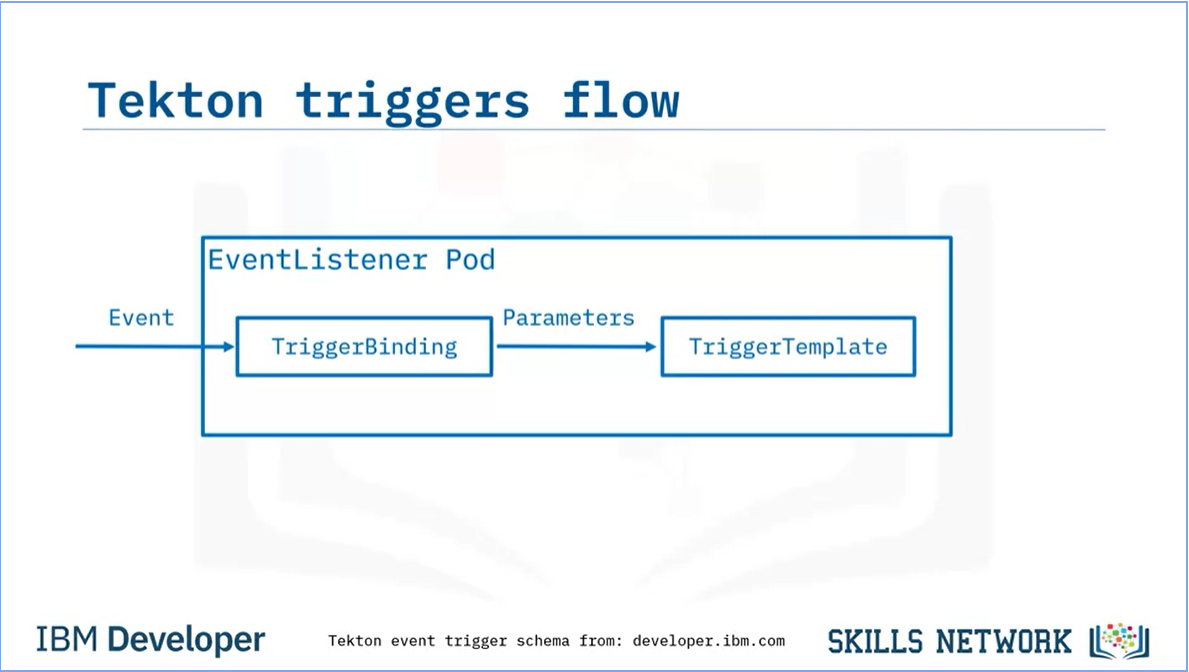 Tekton triggers flow
EventListener Pod
Event
Parameters
TriggerBinding
TriggerTemplate
IBM Developer
Tekton event trigger schema from: developer.ibm.com
SKILLS NETWORK